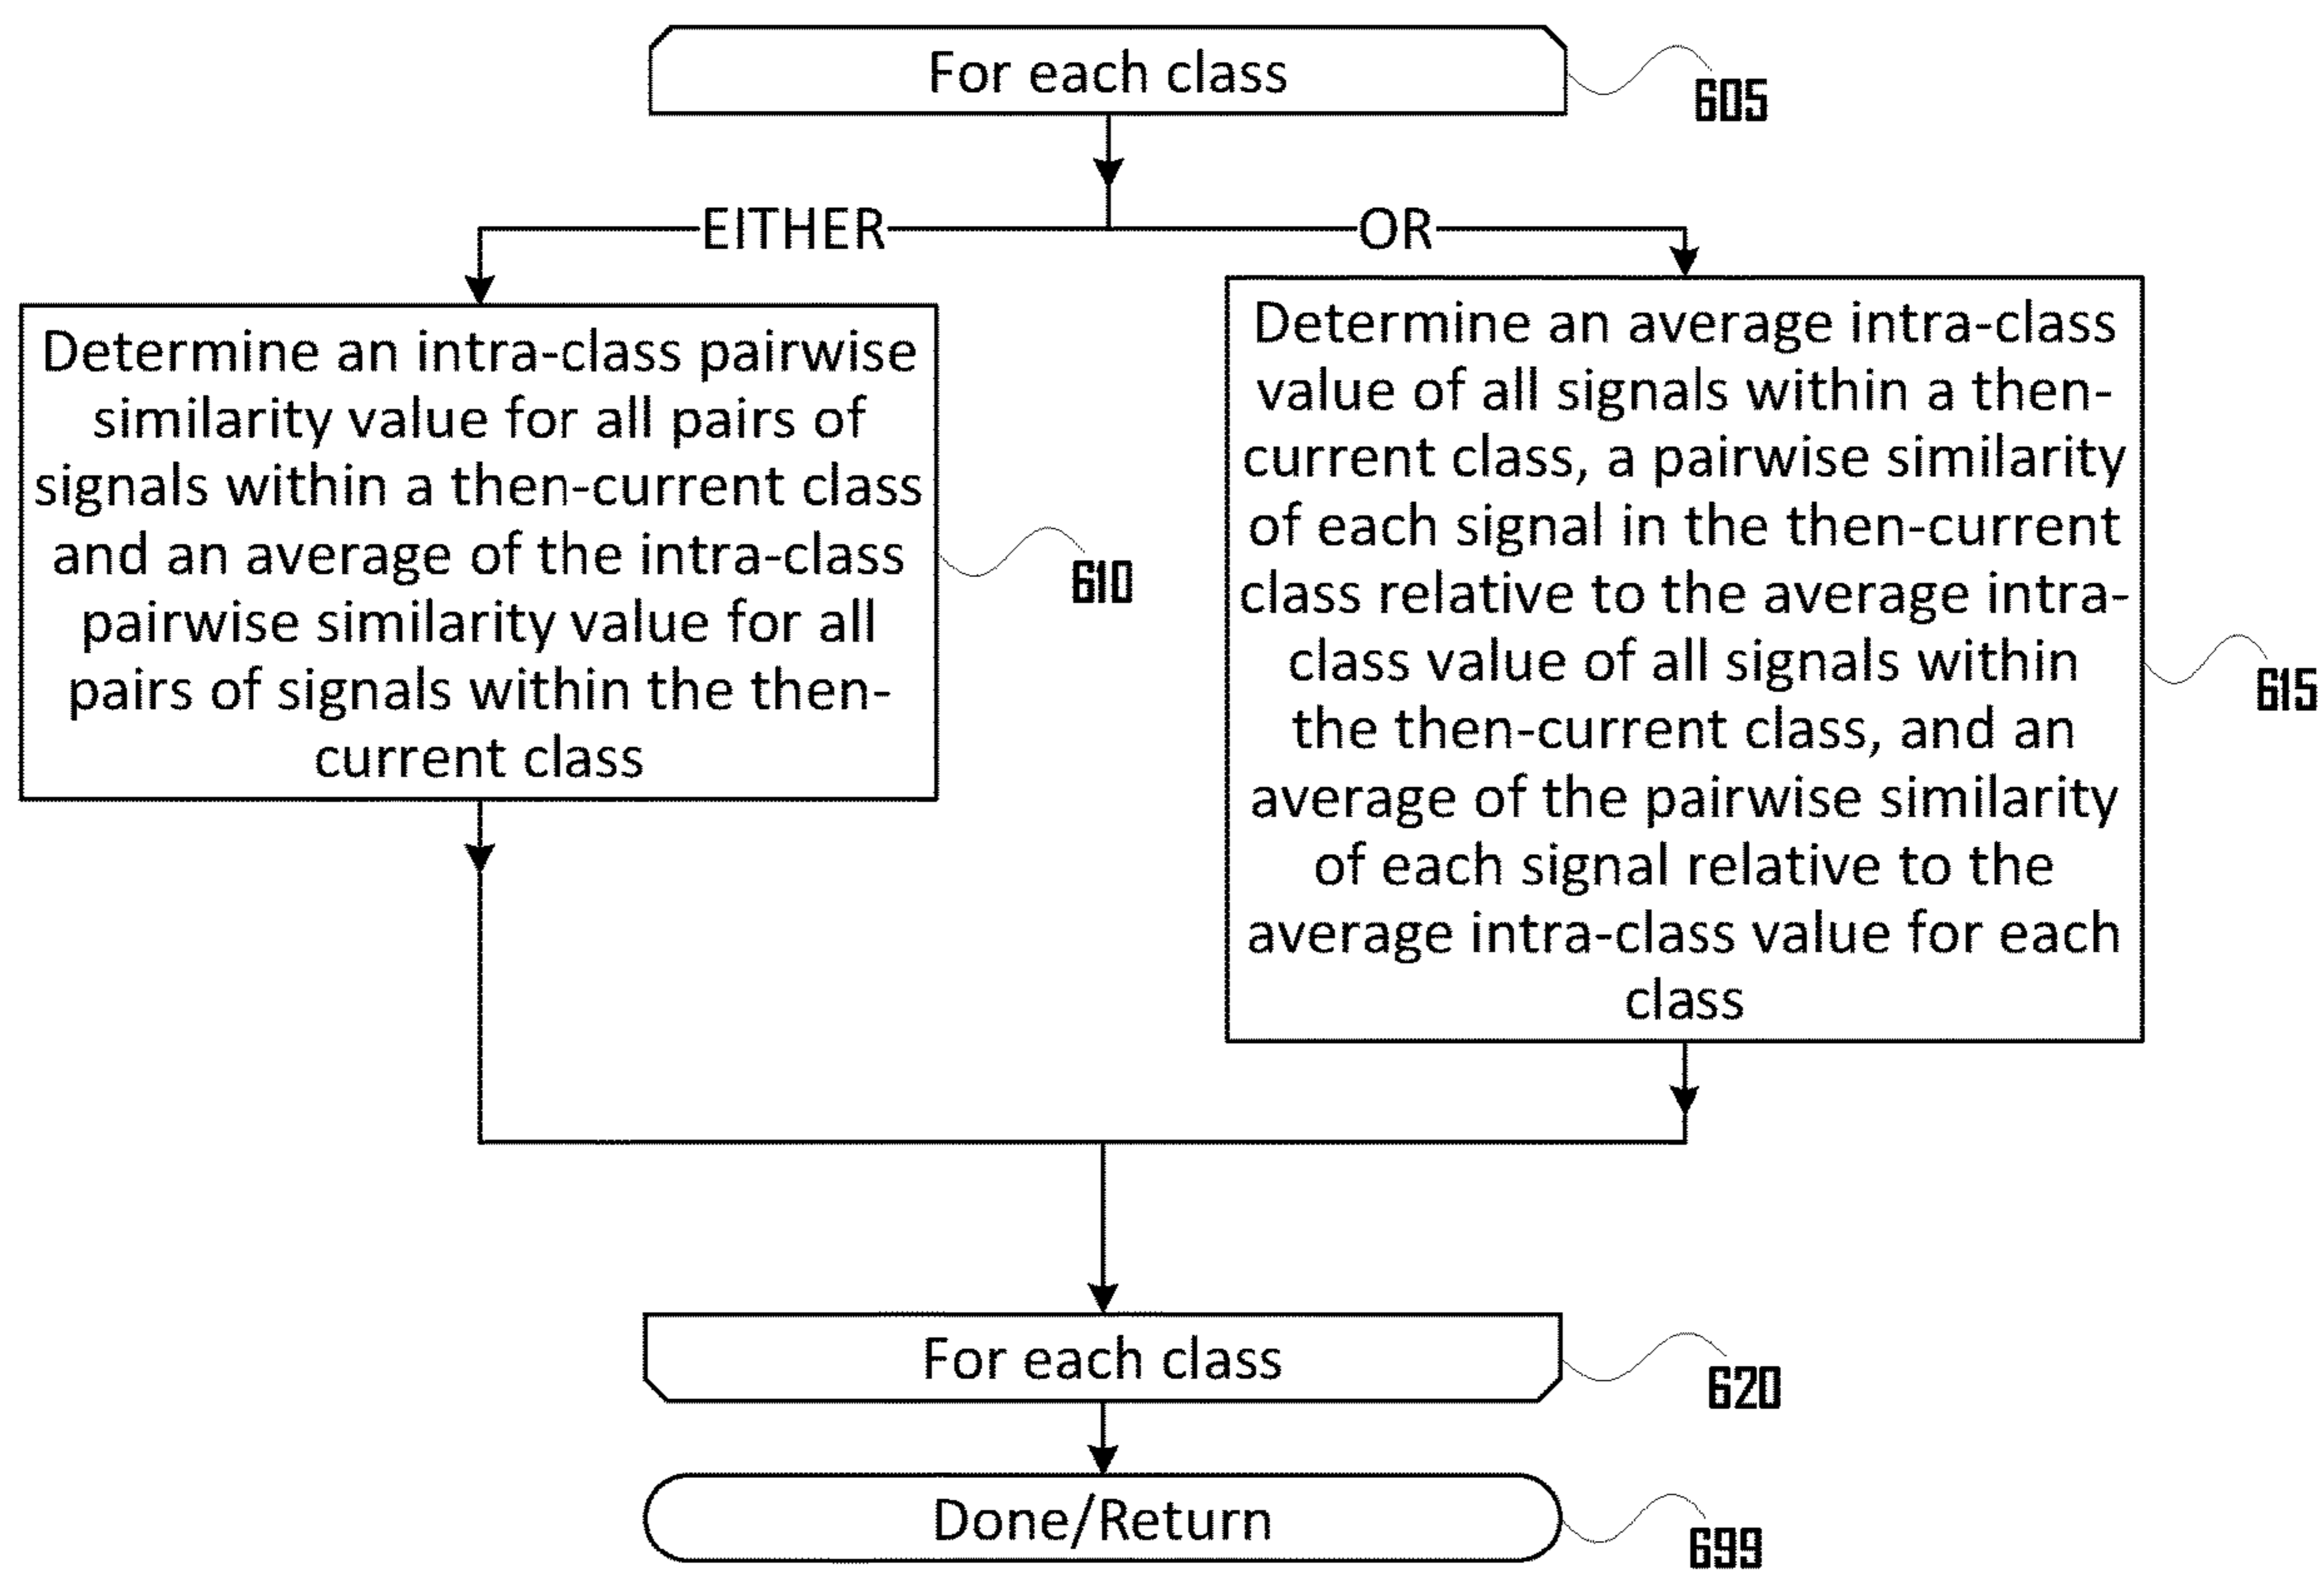 For each class
605
EITHER
OR
Determine an intra-class pairwise
similarity value for all pairs of
signals within a then-current class
and an average of the intra-class
pairwise similarity value for all
pairs of signals within the then-
current class
610
Determine an average intra-class
value of all signals within a then-
current class, a pairwise similarity
of each signal in the then-current
class relative to the average intra-
class value of all signals within
the then-current class, and an
average of the pairwise similarity
of each signal relative to the
average intra-class value for each
class
615
For each class
620
Done/Return
699